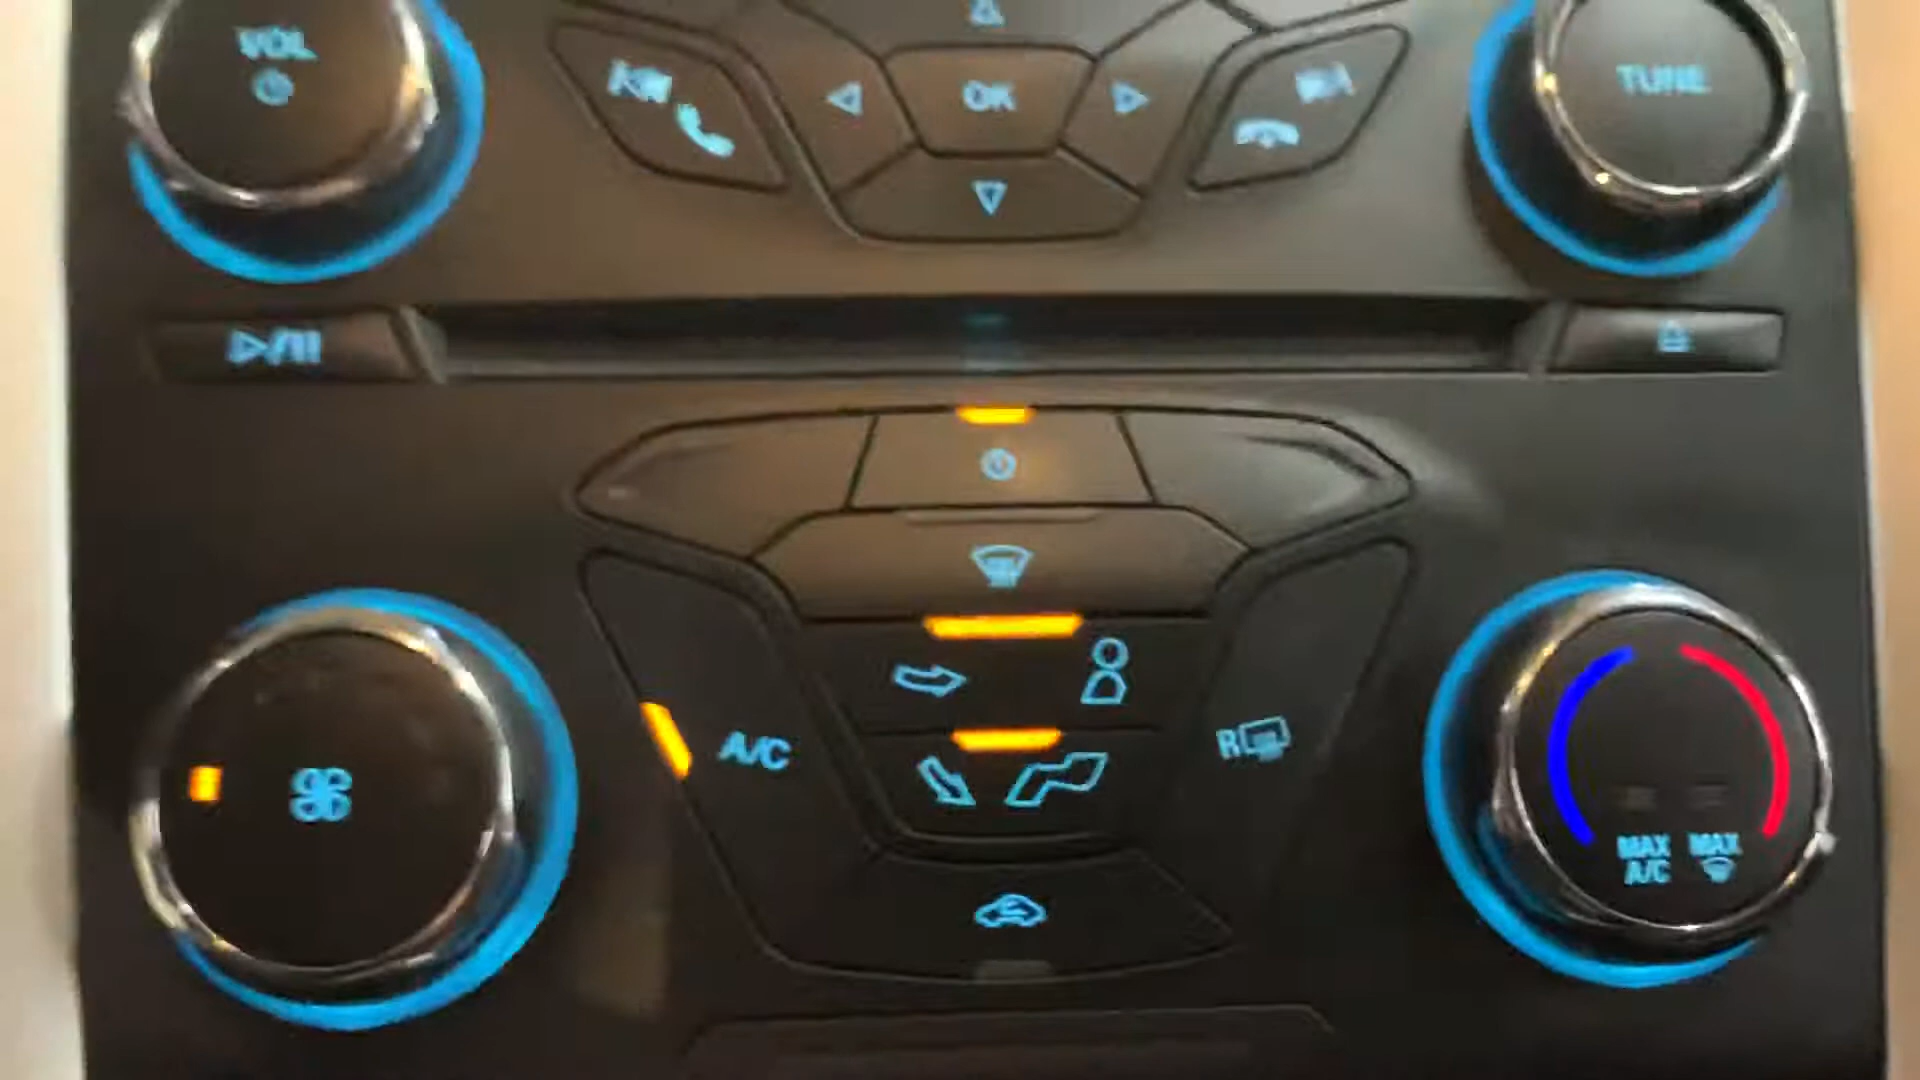 VOL
OK
TUNE
A/C
R
MAX MAX
A/C